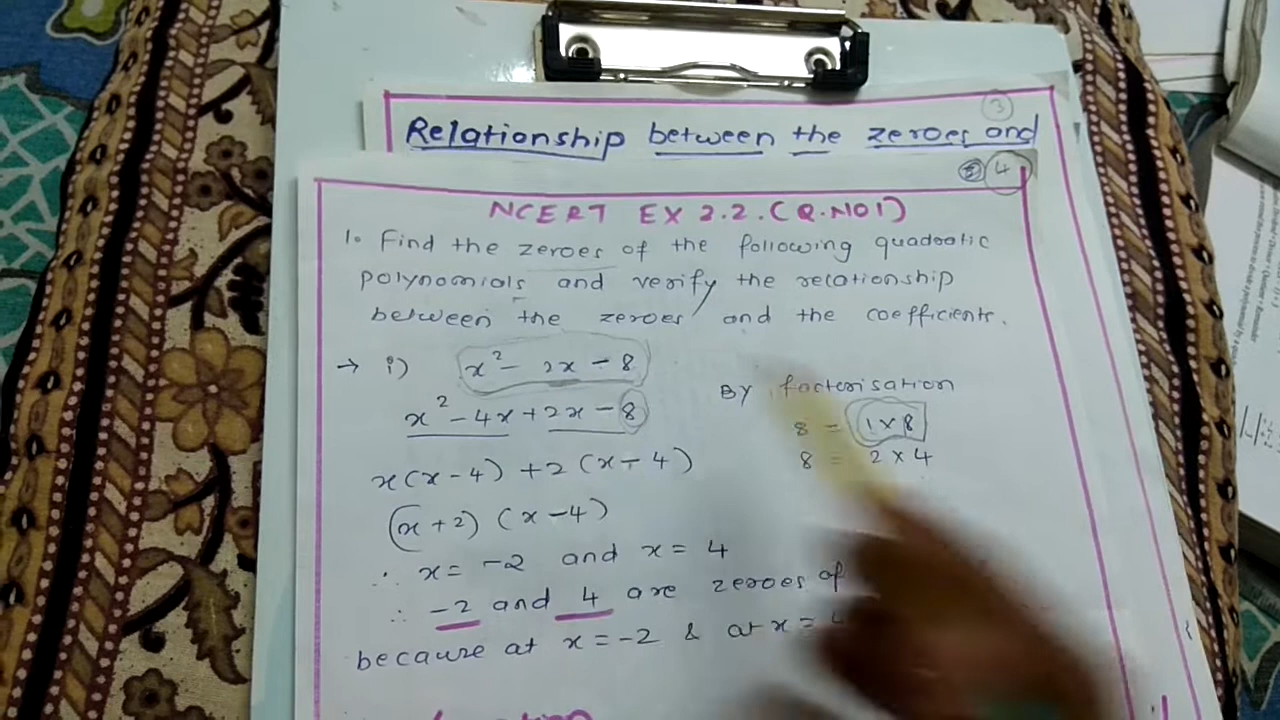 3
Relationship between the zeroes and
4
NCERT EX 2.2.(Q.NO1)
1. Find the zeroes of the following quadratic
polynomials and verify the relationship
between the zeroes and the coefficients.
→ i) x² - 2x - 8
x² - 4x + 2x - 8
By factorisation
8 = 1 x 8
8 = 2 x 4
x(x - 4) + 2 (x - 4)
(x + 2) (x - 4)
∴ x = -2 and x = 4
∴ -2 and 4 are zeroes of
because at x = -2 & at x =